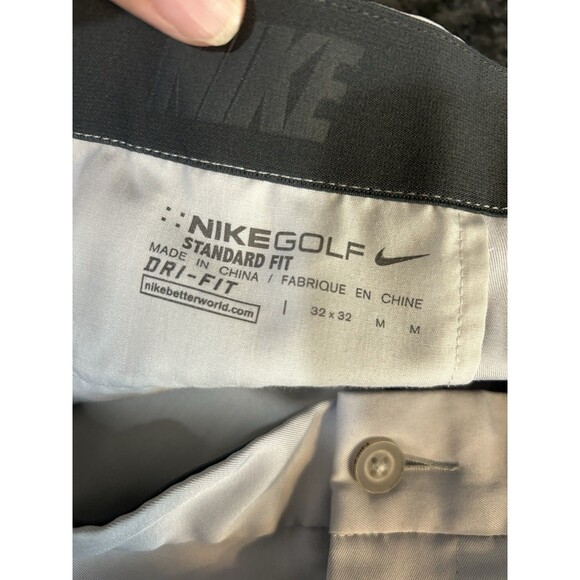 NIKE
NIKEGOLF
STANDARD FIT
MADE IN CHINA / FABRIQUE EN CHINE
DRI-FIT
nikebetterworld.com | 32 x 32 M M